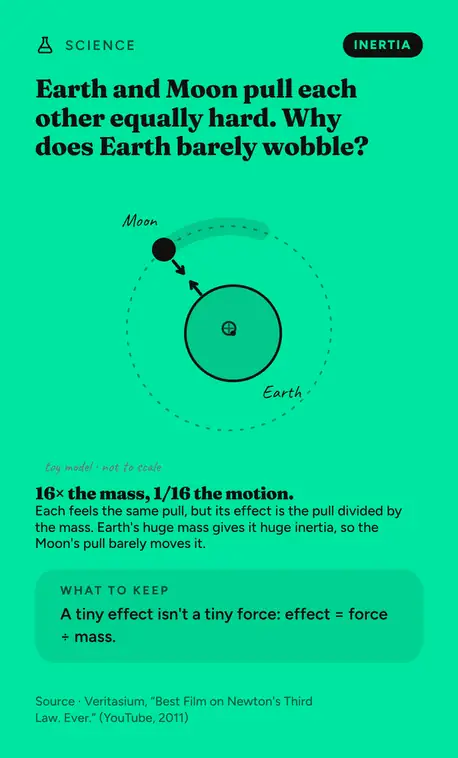 SCIENCE
INERTIA
Earth and Moon pull each
other equally hard. Why
does Earth barely wobble?
Moon
Earth
toy model · not to scale
16× the mass, 1/16 the motion.
Each feels the same pull, but its effect is the pull divided by
the mass. Earth's huge mass gives it huge inertia, so the
Moon's pull barely moves it.
WHAT TO KEEP
A tiny effect isn't a tiny force: effect = force
÷ mass.
Source · Veritasium, "Best Film on Newton's Third
Law. Ever." (YouTube, 2011)